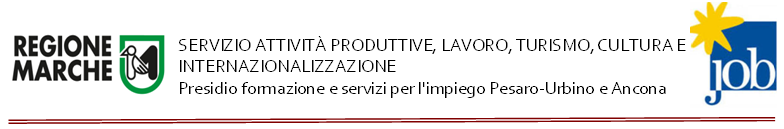 REGIONE
MARCHE
SERVIZIO ATTIVITÀ PRODUTTIVE, LAVORO, TURISMO, CULTURA E
INTERNAZIONALIZZAZIONE
Presidio formazione e servizi per l'impiego Pesaro-Urbino e Ancona
job